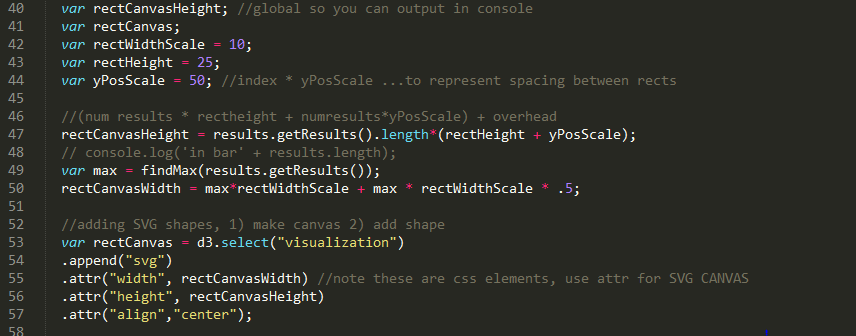 40 var rectCanvasHeight; //global so you can output in console
41 var rectCanvas;
42 var rectWidthScale = 10;
43 var rectHeight = 25;
44 var yPosScale = 50; //index * yPosScale ...to represent spacing between rects
45
46 //(num results * rectheight + numresults*yPosScale) + overhead
47 rectCanvasHeight = results.getResults().length*(rectHeight + yPosScale);
48 // console.log('in bar' + results.length);
49 var max = findMax(results.getResults());
50 rectCanvasWidth = max*rectWidthScale + max * rectWidthScale * .5;
51
52 //adding SVG shapes, 1) make canvas 2) add shape
53 var rectCanvas = d3.select("visualization")
54 .append("svg")
55 .attr("width", rectCanvasWidth) //note these are css elements, use attr for SVG CANVAS
56 .attr("height", rectCanvasHeight)
57 .attr("align","center");
58